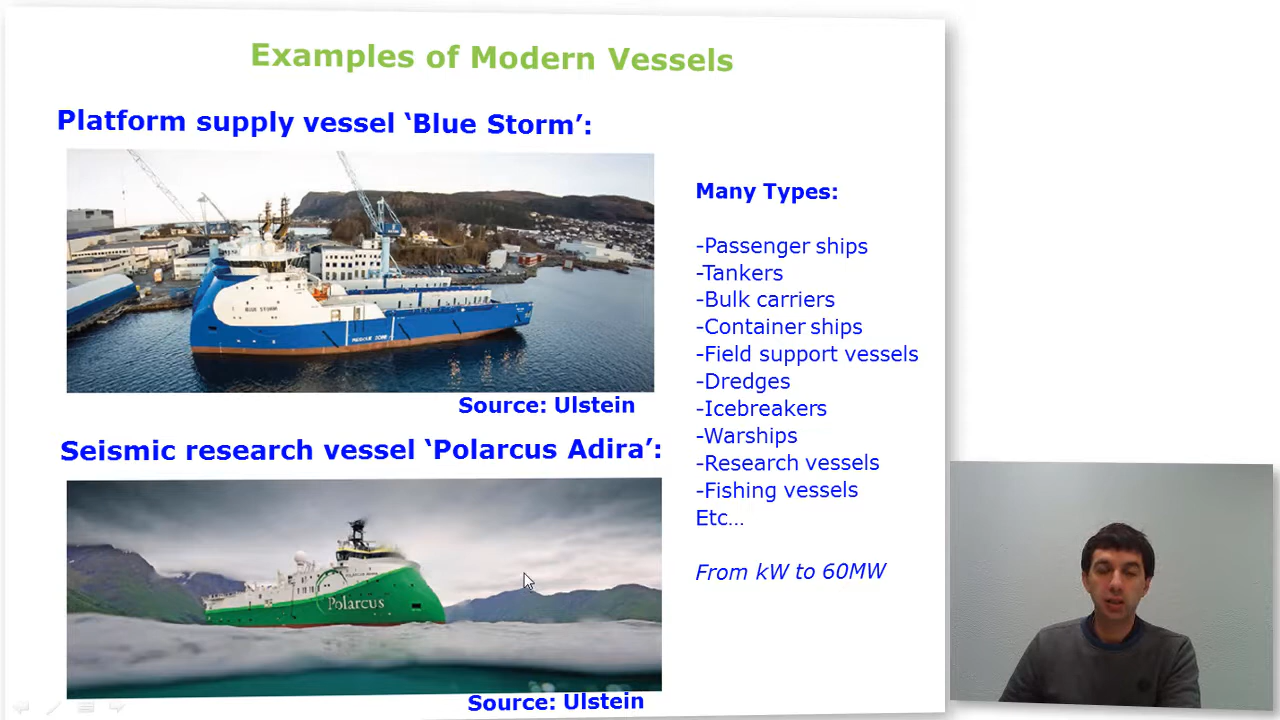 Examples of Modern Vessels
Platform supply vessel ‘Blue Storm’:
BLUE STORM
Source: Ulstein
Seismic research vessel ‘Polarcus Adira’:
Polarcus
Source: Ulstein
Many Types:
-Passenger ships
-Tankers
-Bulk carriers
-Container ships
-Field support vessels
-Dredges
-Icebreakers
-Warships
-Research vessels
-Fishing vessels
Etc…
From kW to 60MW